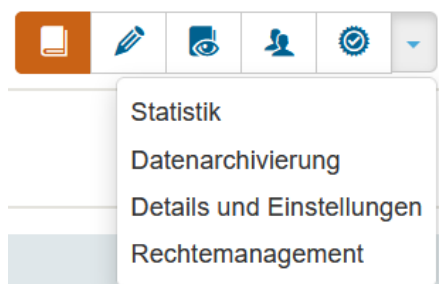 Statistik
Datenarchivierung
Details und Einstellungen
Rechtemanagement